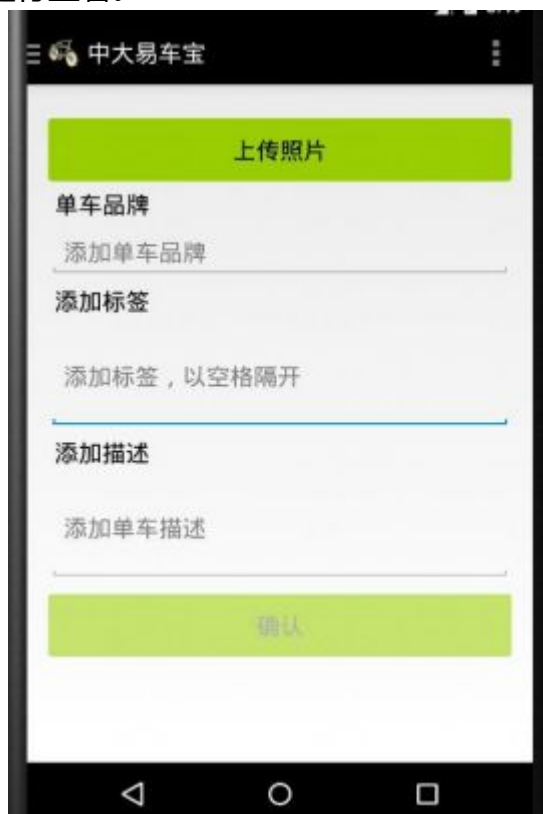 中大易车宝
上传照片
单车品牌
添加单车品牌
添加标签
添加标签，以空格隔开
添加描述
添加单车描述
确认